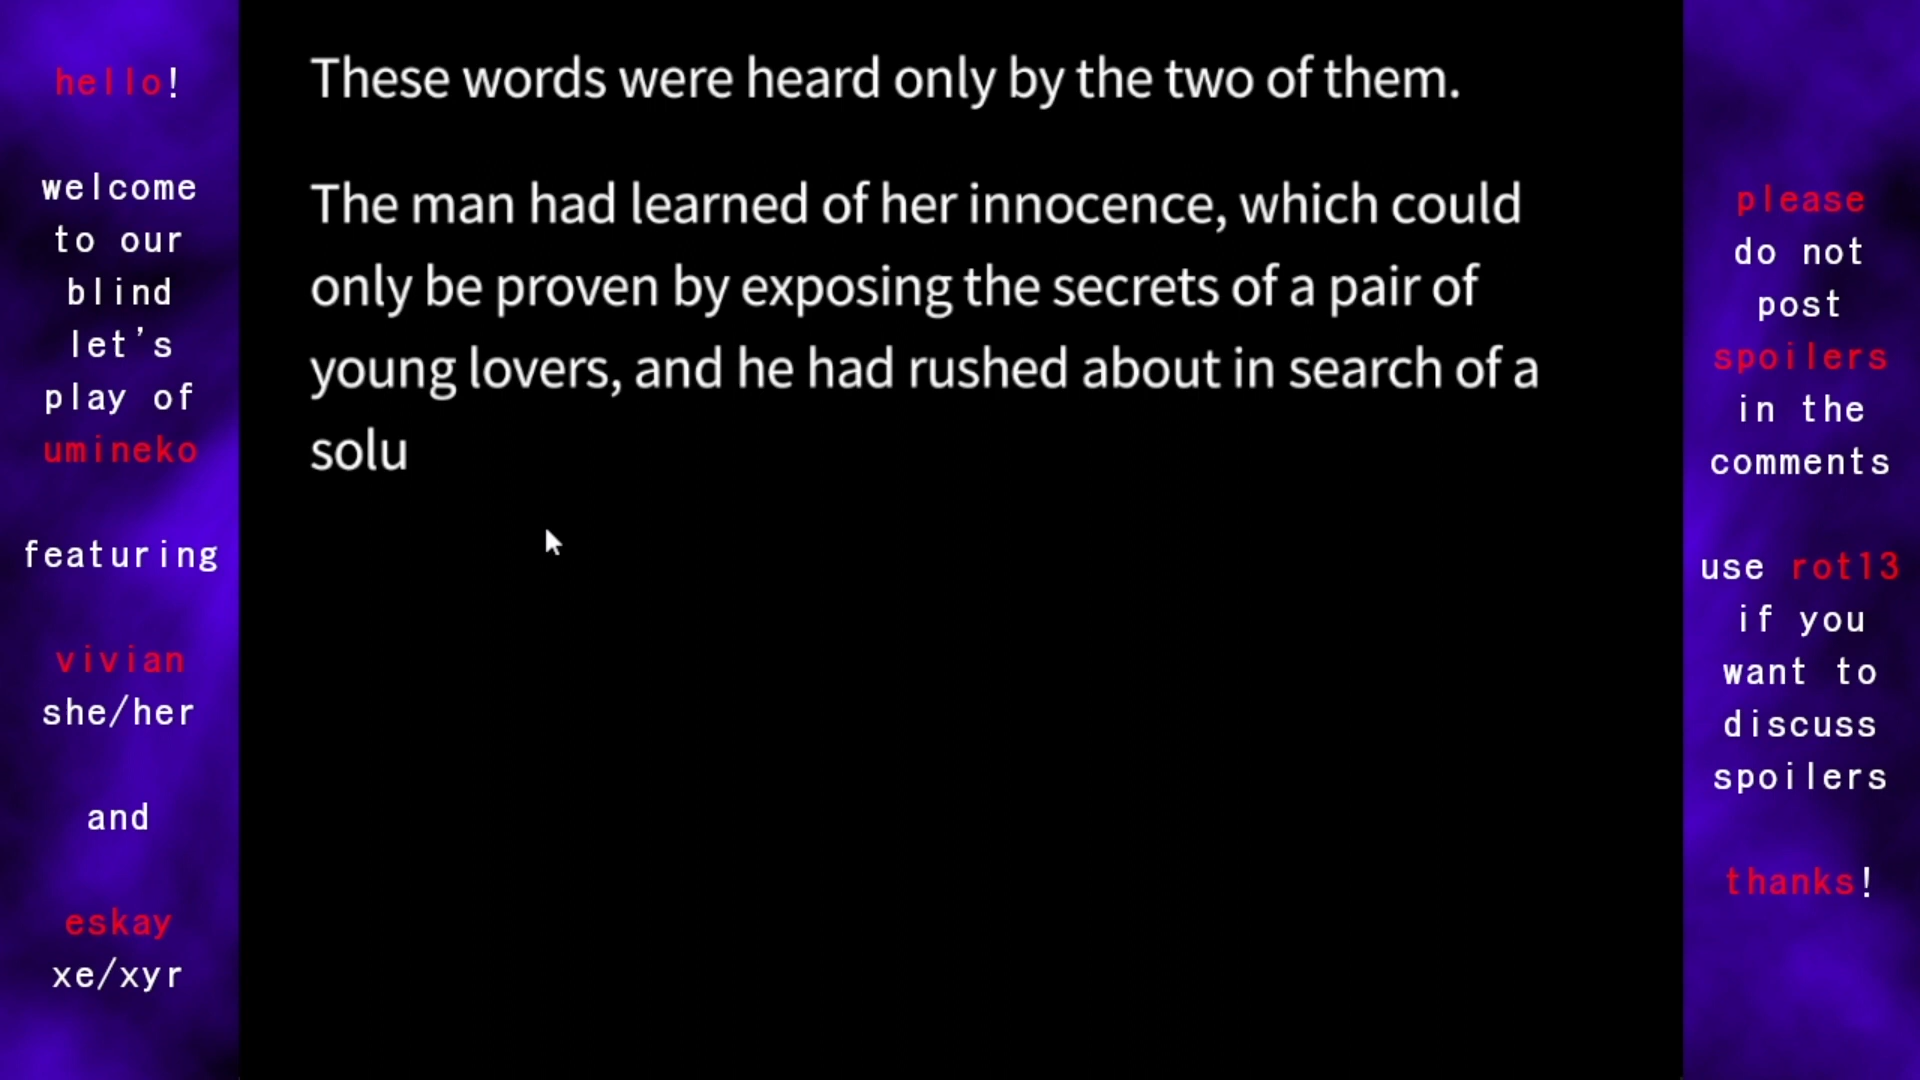 hello!
welcome
to our
blind
let's
play of
umineko
featuring
vivian
she/her
and
eskay
xe/xyr
These words were heard only by the two of them.
The man had learned of her innocence, which could
only be proven by exposing the secrets of a pair of
young lovers, and he had rushed about in search of a
solu
please
do not
post
spoilers
in the
comments
use rot13
if you
want to
discuss
spoilers
thanks!